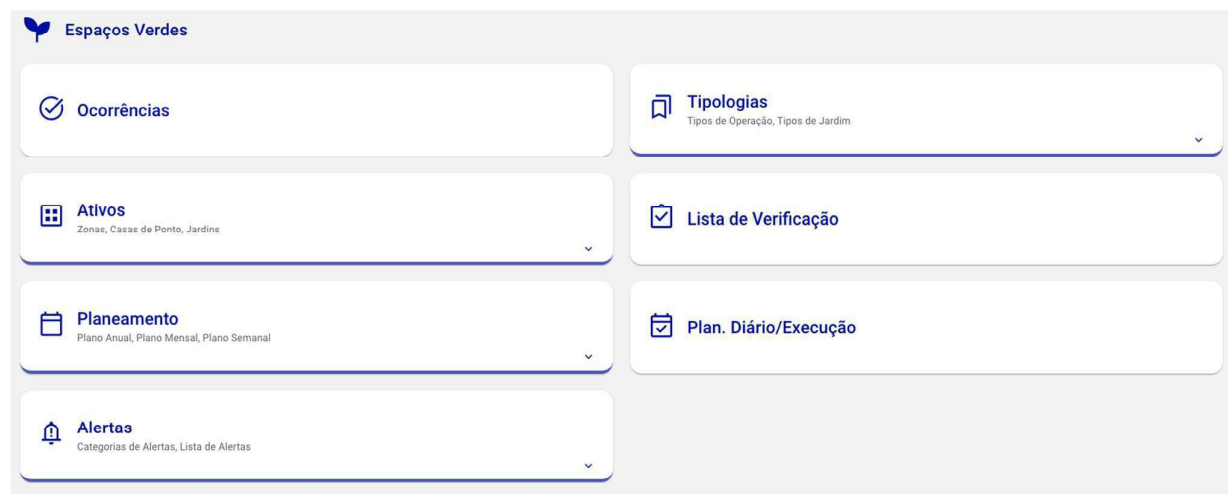 Espaços Verdes
Ocorrências
Tipologias
Tipos de Operação, Tipos de Jardim
Ativos
Zonas, Casas de Ponto, Jardins
Lista de Verificação
Planeamento
Plano Anual, Plano Mensal, Plano Semanal
Plan. Diário/Execução
Alertas
Categorias de Alertas, Lista de Alertas